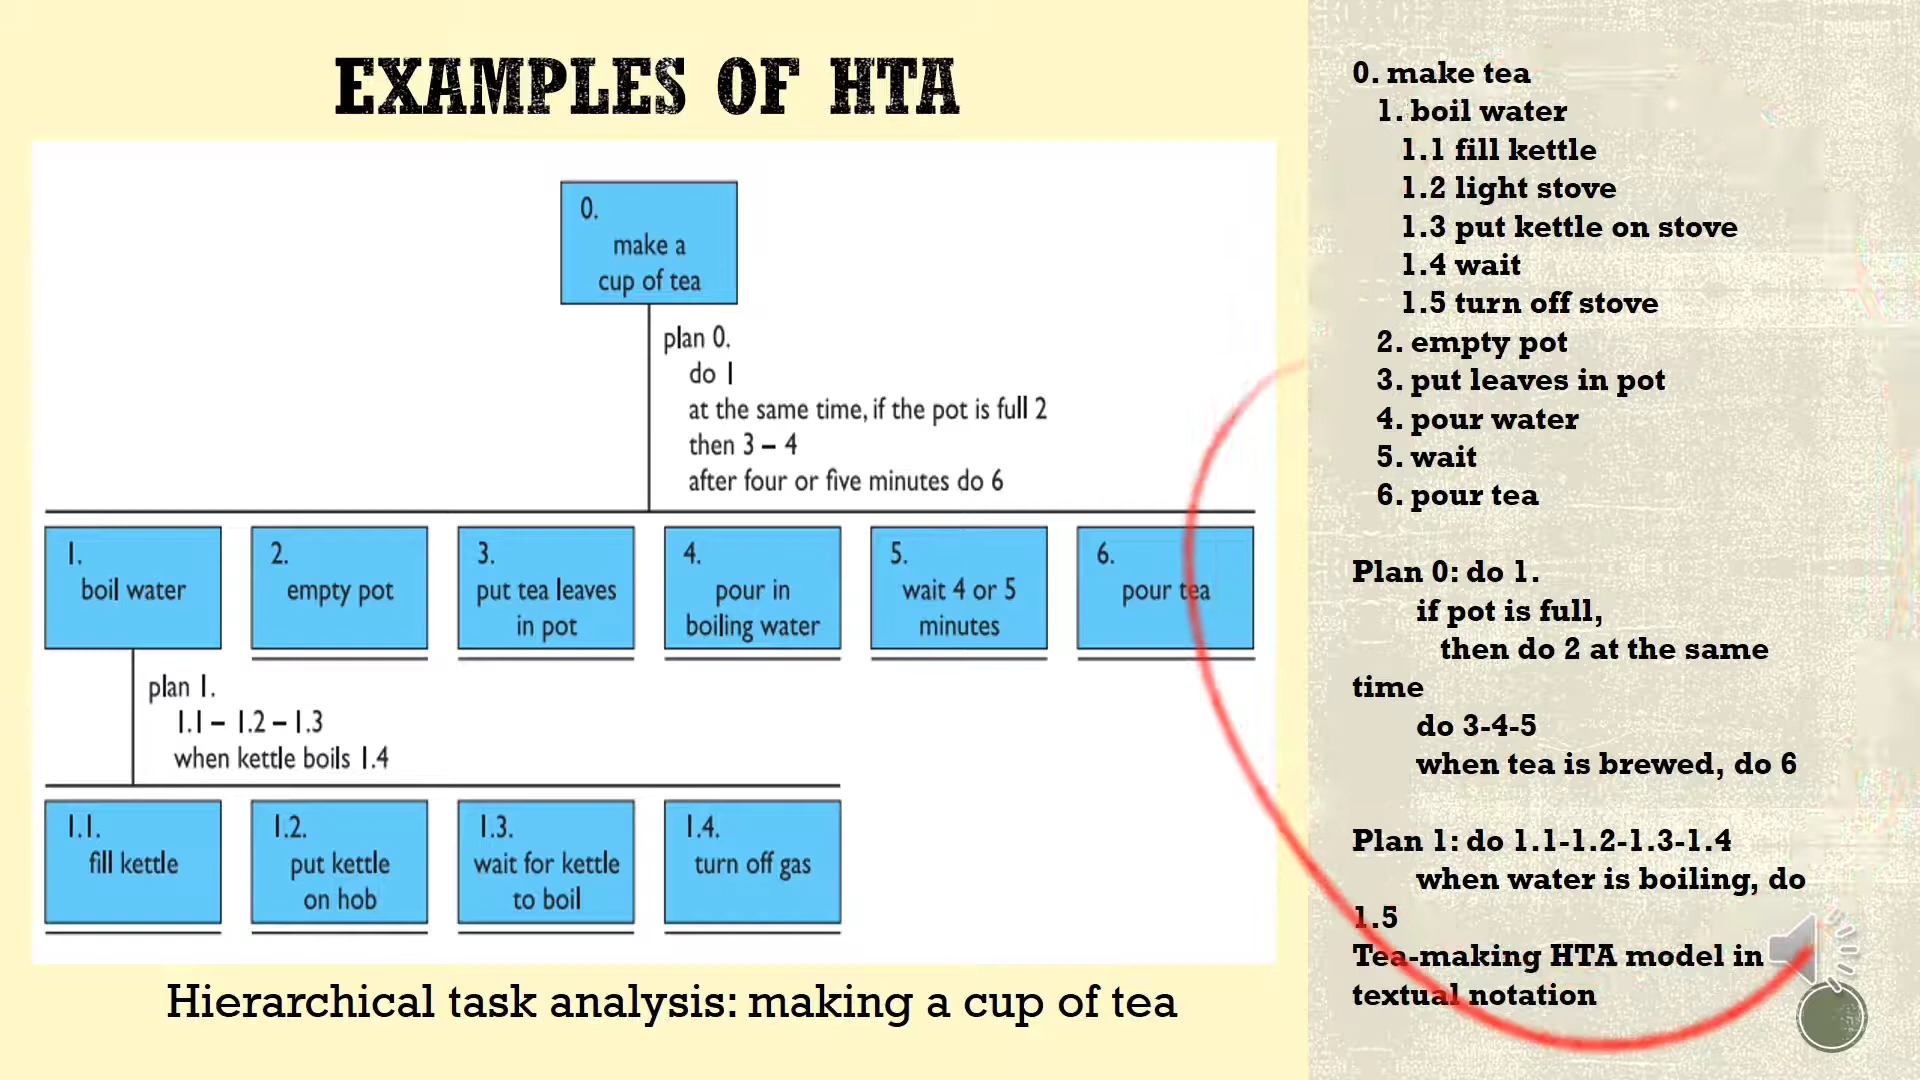 EXAMPLES OF HTA
0.
make a
cup of tea
plan 0.
do 1
at the same time, if the pot is full 2
then 3 – 4
after four or five minutes do 6
1.
boil water
2.
empty pot
3.
put tea leaves
in pot
4.
pour in
boiling water
5.
wait 4 or 5
minutes
6.
pour tea
plan 1.
1.1 – 1.2 – 1.3
when kettle boils 1.4
1.1.
fill kettle
1.2.
put kettle
on hob
1.3.
wait for kettle
to boil
1.4.
turn off gas
Hierarchical task analysis: making a cup of tea
0. make tea
1. boil water
1.1 fill kettle
1.2 light stove
1.3 put kettle on stove
1.4 wait
1.5 turn off stove
2. empty pot
3. put leaves in pot
4. pour water
5. wait
6. pour tea
Plan 0: do 1.
if pot is full,
then do 2 at the same
time
do 3-4-5
when tea is brewed, do 6
Plan 1: do 1.1-1.2-1.3-1.4
when water is boiling, do
1.5
Tea-making HTA model in
textual notation